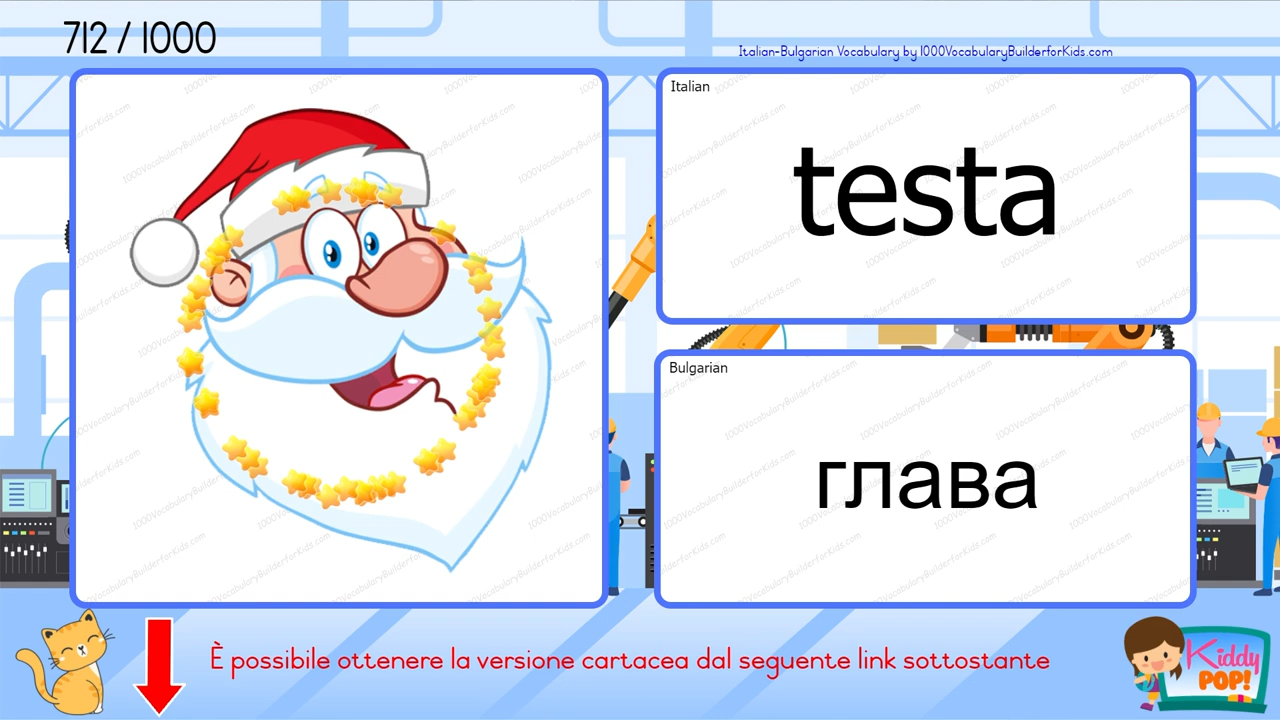 712 / 1000
Italian-Bulgarian Vocabulary by 1000VocabularyBuilderforKids.com
Italian
testa
Bulgarian
глава
È possibile ottenere la versione cartacea dal seguente link sottostante
Kiddy
POP!